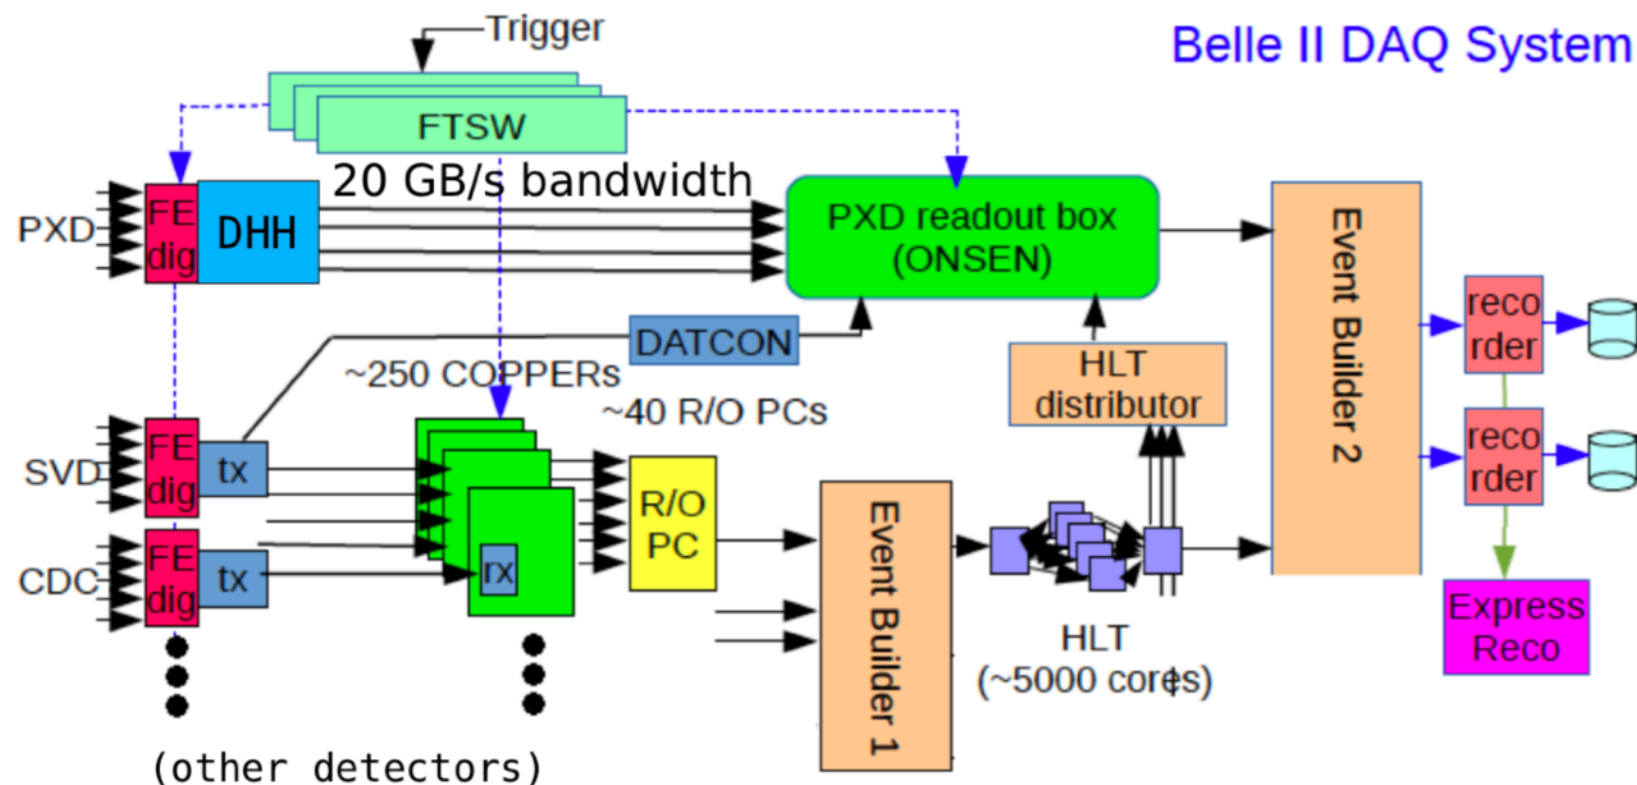 Trigger
Belle II DAQ System
FTSW
20 GB/s bandwidth
PXD
FE
dig
DHH
PXD readout box
(ONSEN)
Event Builder 2
reco
rder
DATCON
HLT
distributor
~250 COPPERs
~40 R/O PCs
reco
rder
SVD
FE
dig
tx
R/O
PC
Event Builder 1
CDC
FE
dig
tx
rx
Express
Reco
HLT
(~5000 cores)
(other detectors)